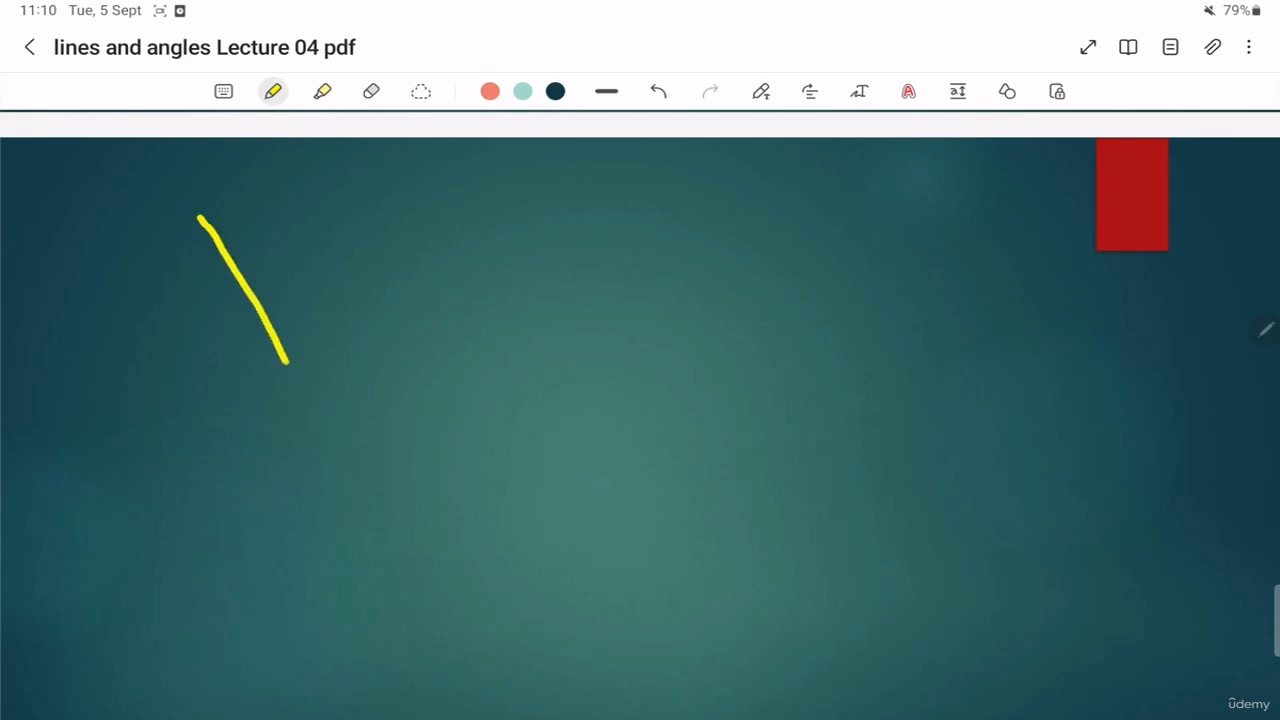 11:10 Tue, 5 Sept 79%
lines and angles Lecture 04 pdf
T A a
ûdemy